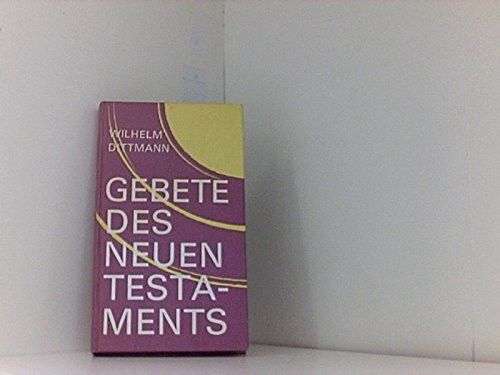 WILHELM
DITTMANN
GEBETE
DES
NEUEN
TESTA-
MENTS